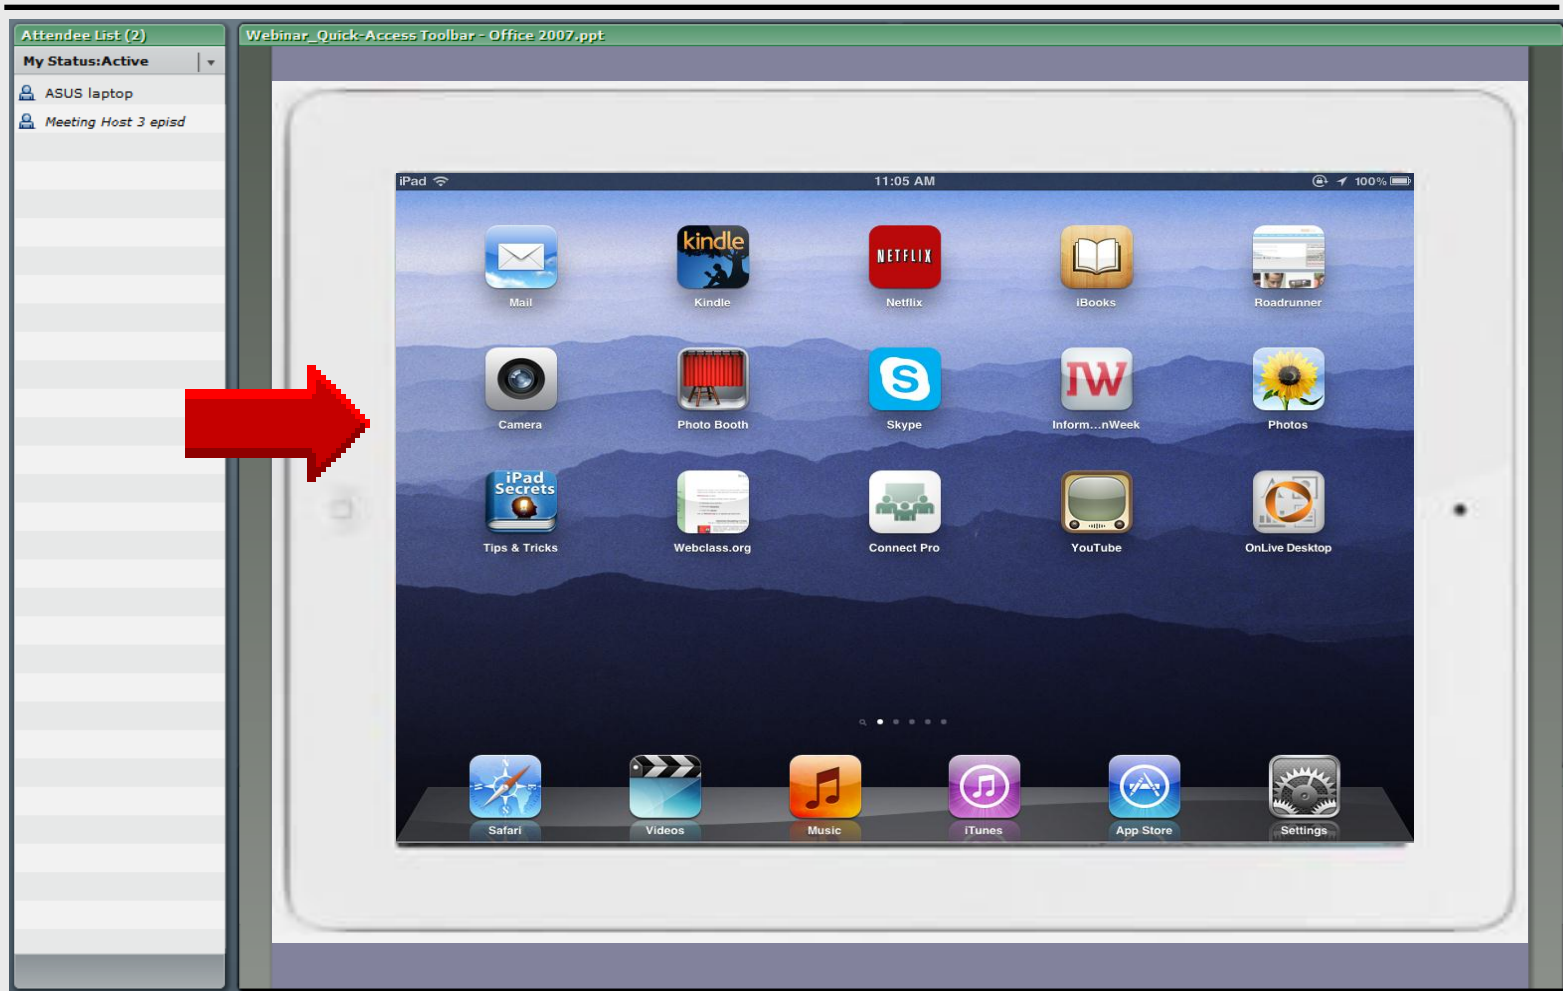 Attendee List (2)
Webinar_Quick-Access Toolbar - Office 2007.ppt
My Status:Active
ASUS laptop
Meeting Host 3 episd
iPad 11:05 AM 100%
kindle
NETFLIX
Mail Kindle Netflix iBooks Roadrunner
S IW
Camera Photo Booth Skype Inform...nWeek Photos
iPad
Secrets
Tips & Tricks Webclass.org Connect Pro YouTube OnLive Desktop
Safari Videos Music iTunes App Store Settings